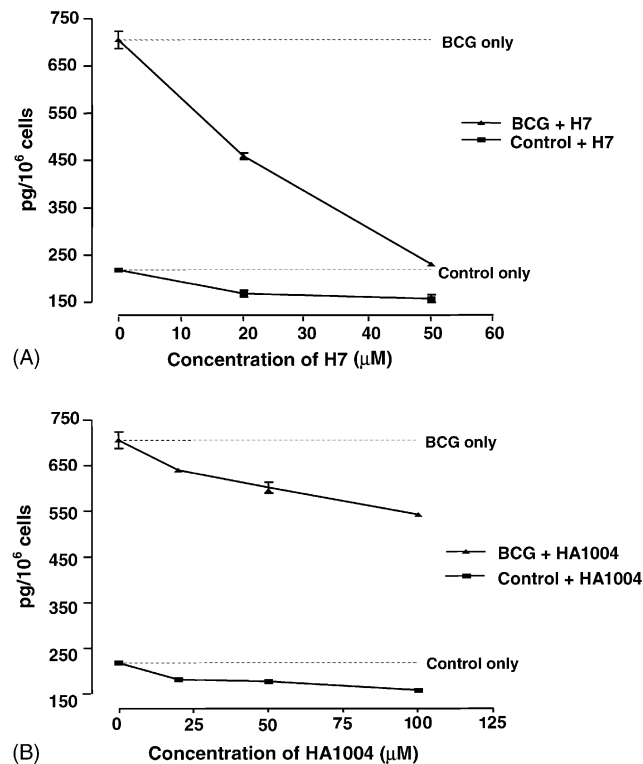 750
650
550
450
350
250
150
pg/10⁶ cells
BCG only
BCG + H7
Control + H7
Control only
0 10 20 30 40 50 60
Concentration of H7 (μM)
(A)
750
650
550
450
350
250
150
pg/10⁶ cells
BCG only
BCG + HA1004
Control + HA1004
Control only
0 25 50 75 100 125
Concentration of HA1004 (μM)
(B)